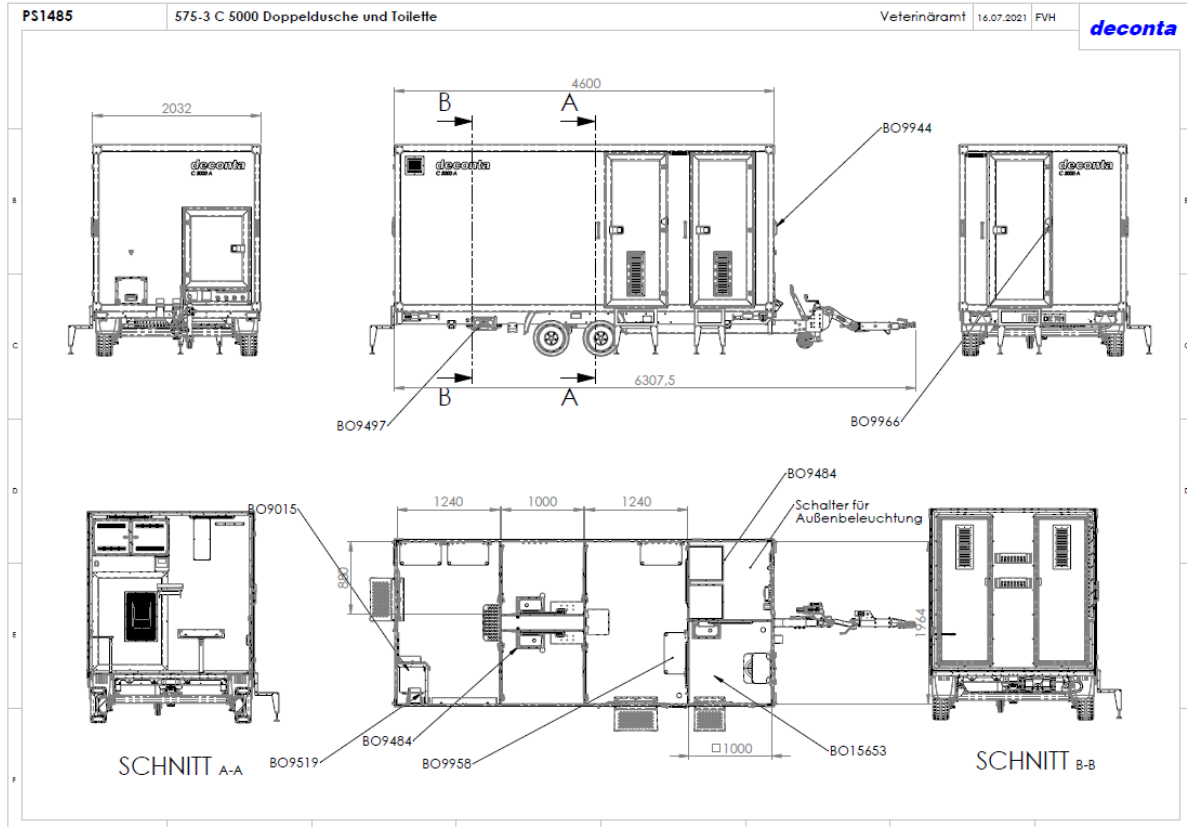 PS1485
575-3 C 5000 Doppeldusche und Toilette
Veterinäramt
16.07.2021
FVH
deconta
2032
4600
B
A
BO9944
deconta
C 5000 A
deconta
C 5000 A
deconta
C 5000 A
B
B
C
C
B
A
6307,5
BO9497
BO9966
D
D
BO9484
Schalter für
Außenbeleuchtung
BO9015
1240
1000
1240
880
1964
E
E
BO9484
BO9519
BO9958
□1000
BO15653
SCHNITT A-A
SCHNITT B-B
F
F